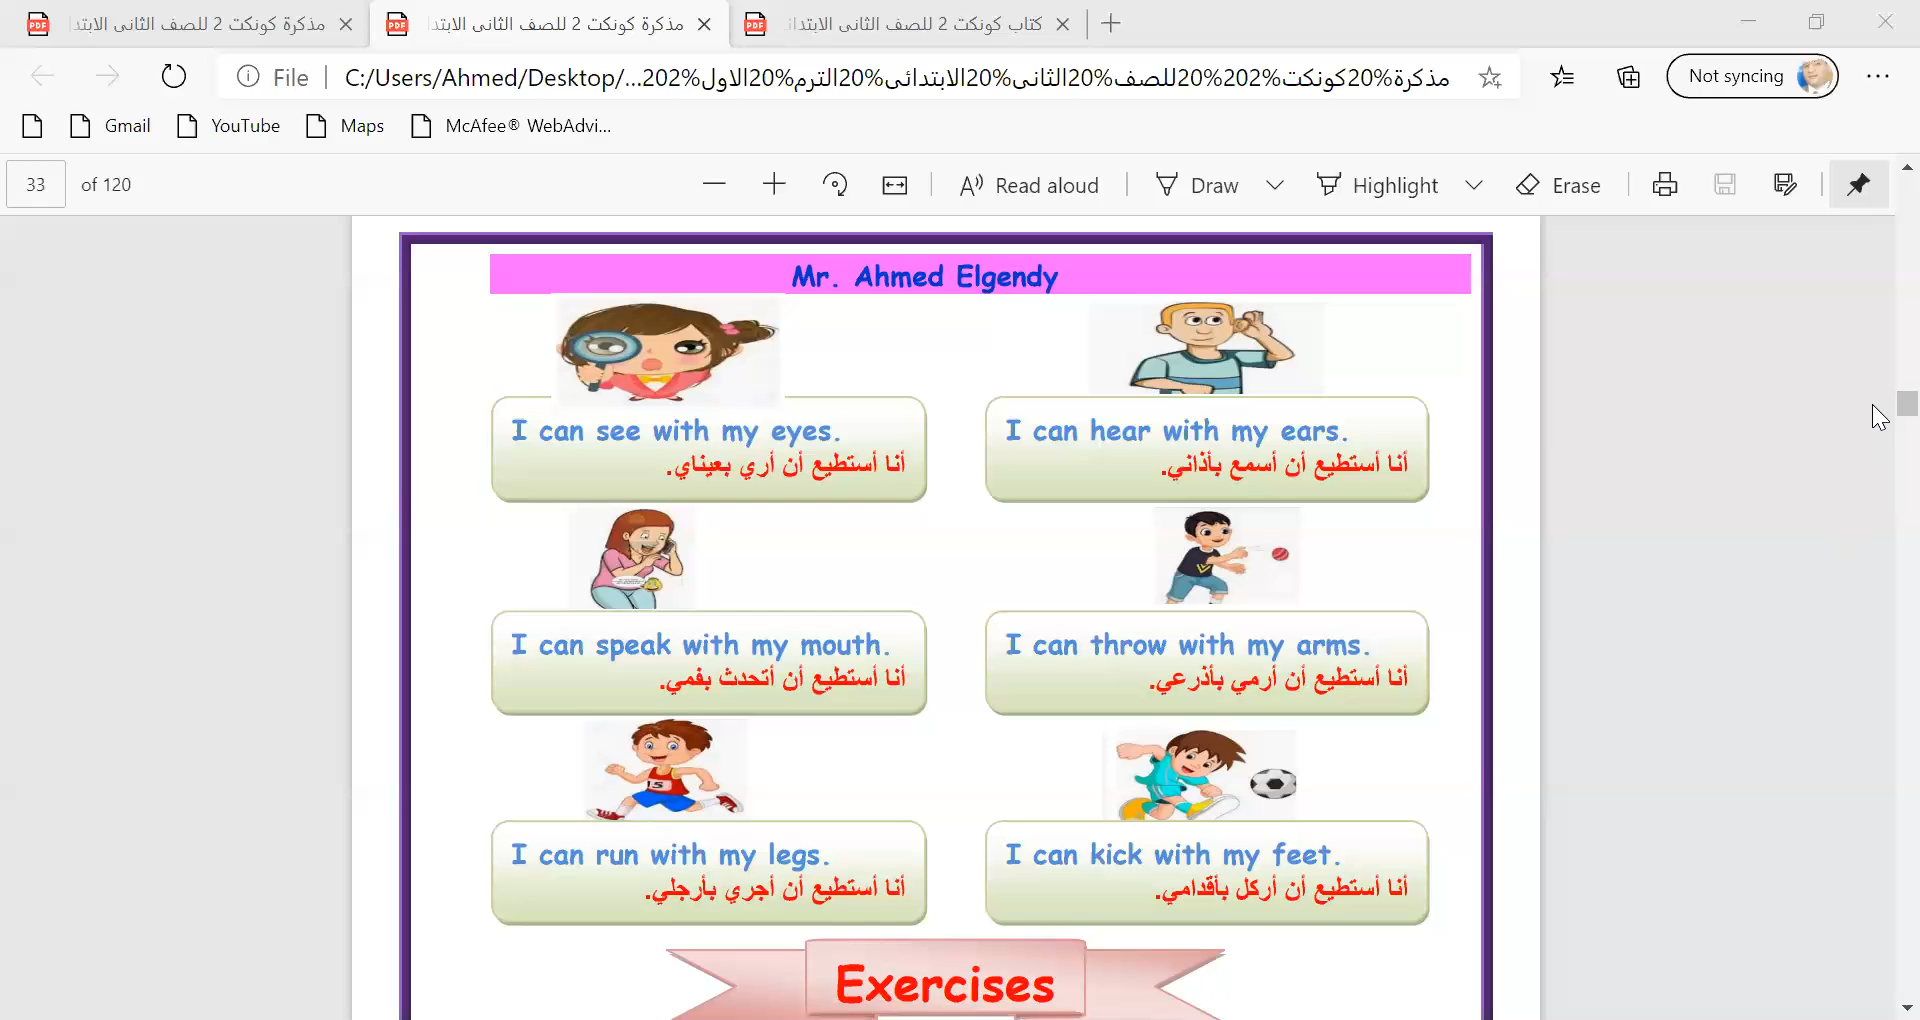 مذكرة كونكت 2 للصف الثانى الابتدا
مذكرة كونكت 2 للصف الثانى الابتدا
كتاب كونكت 2 للصف الثانى الابتدائ
File
C:/Users/Ahmed/Desktop/...مذكرة%20كونكت%202%20للصف%20الثانى%20الابتدائى%20الترم%20الاول%202
Not syncing
Gmail
YouTube
Maps
McAfee® WebAdvi...
33 of 120
Read aloud
Draw
Highlight
Erase
Mr. Ahmed Elgendy
I can see with my eyes.
أنا أستطيع أن أري بعيناي.
I can hear with my ears.
أنا أستطيع أن أسمع بأذاني.
I can speak with my mouth.
أنا أستطيع أن أتحدث بفمي.
I can throw with my arms.
أنا أستطيع أن أرمي بأذرعي.
I can run with my legs.
أنا أستطيع أن أجري بأرجلي.
I can kick with my feet.
أنا أستطيع أن أركل بأقدامي.
Exercises